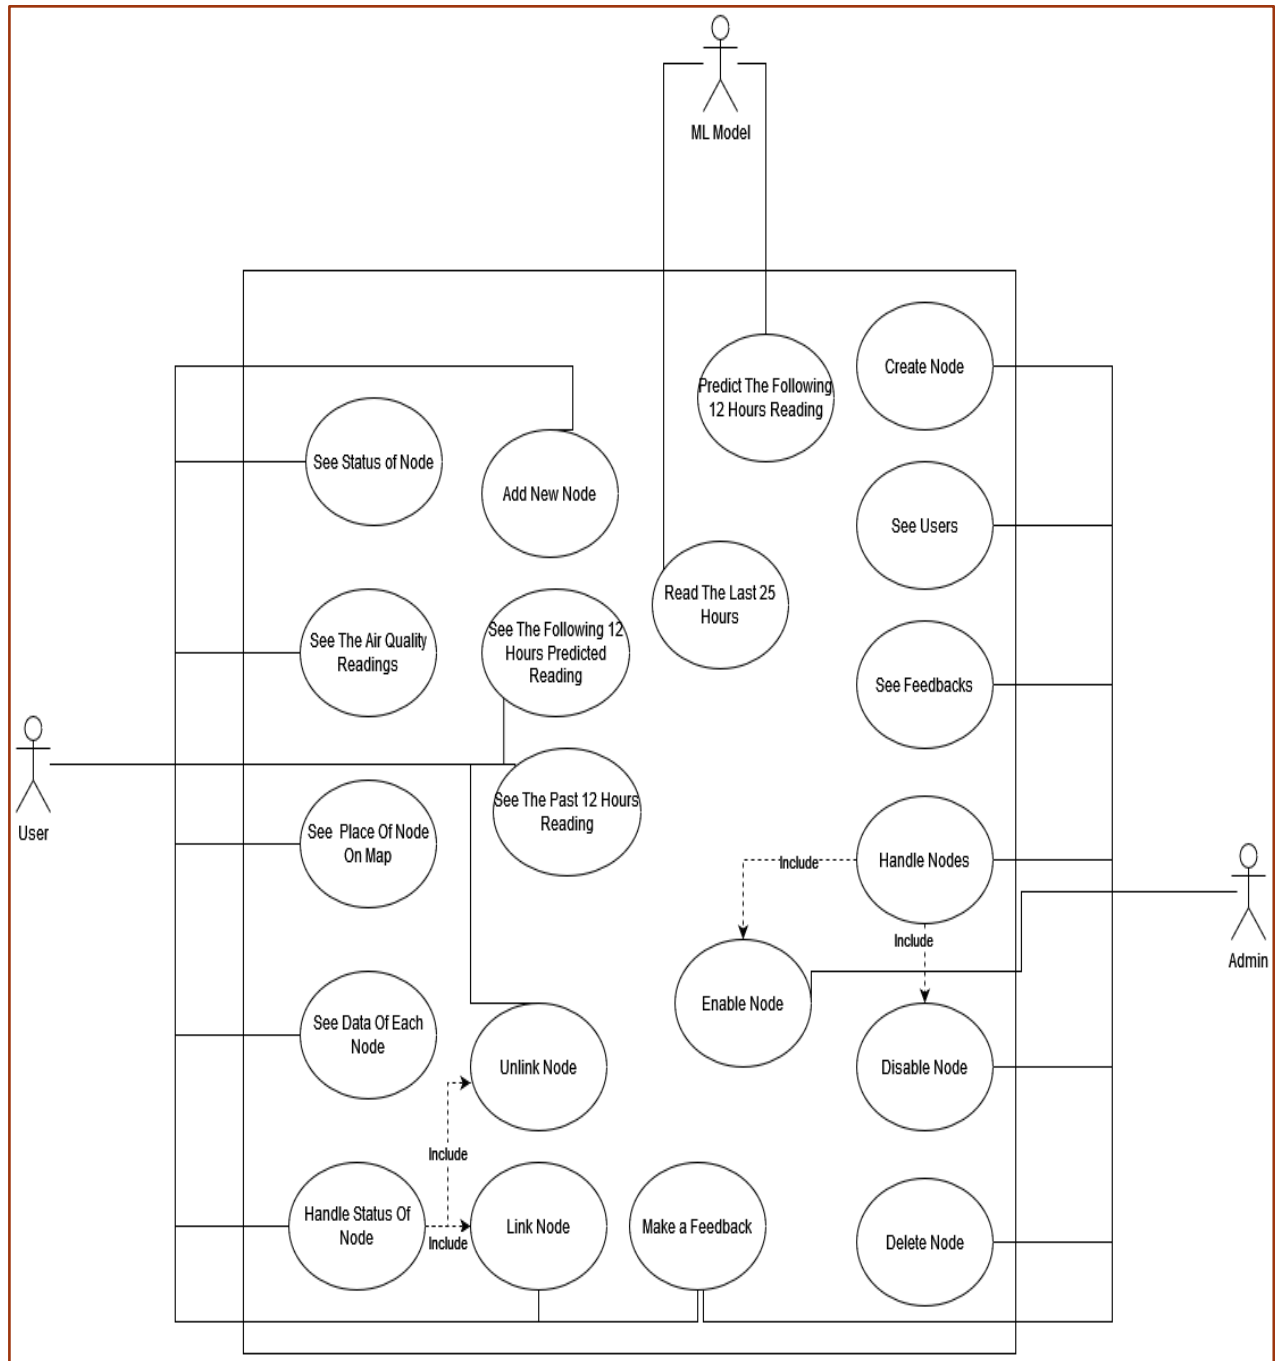 ML Model
Create Node
Predict The Following
12 Hours Reading
See Status of Node
Add New Node
See Users
Read The Last 25
Hours
See The Following 12
Hours Predicted
Reading
See The Air Quality
Readings
See Feedbacks
User
See The Past 12 Hours
Reading
See Place Of Node
On Map
Include
Handle Nodes
Include
Admin
Enable Node
See Data Of Each
Node
Unlink Node
Disable Node
Include
Handle Status Of
Node
Include
Link Node
Make a Feedback
Delete Node